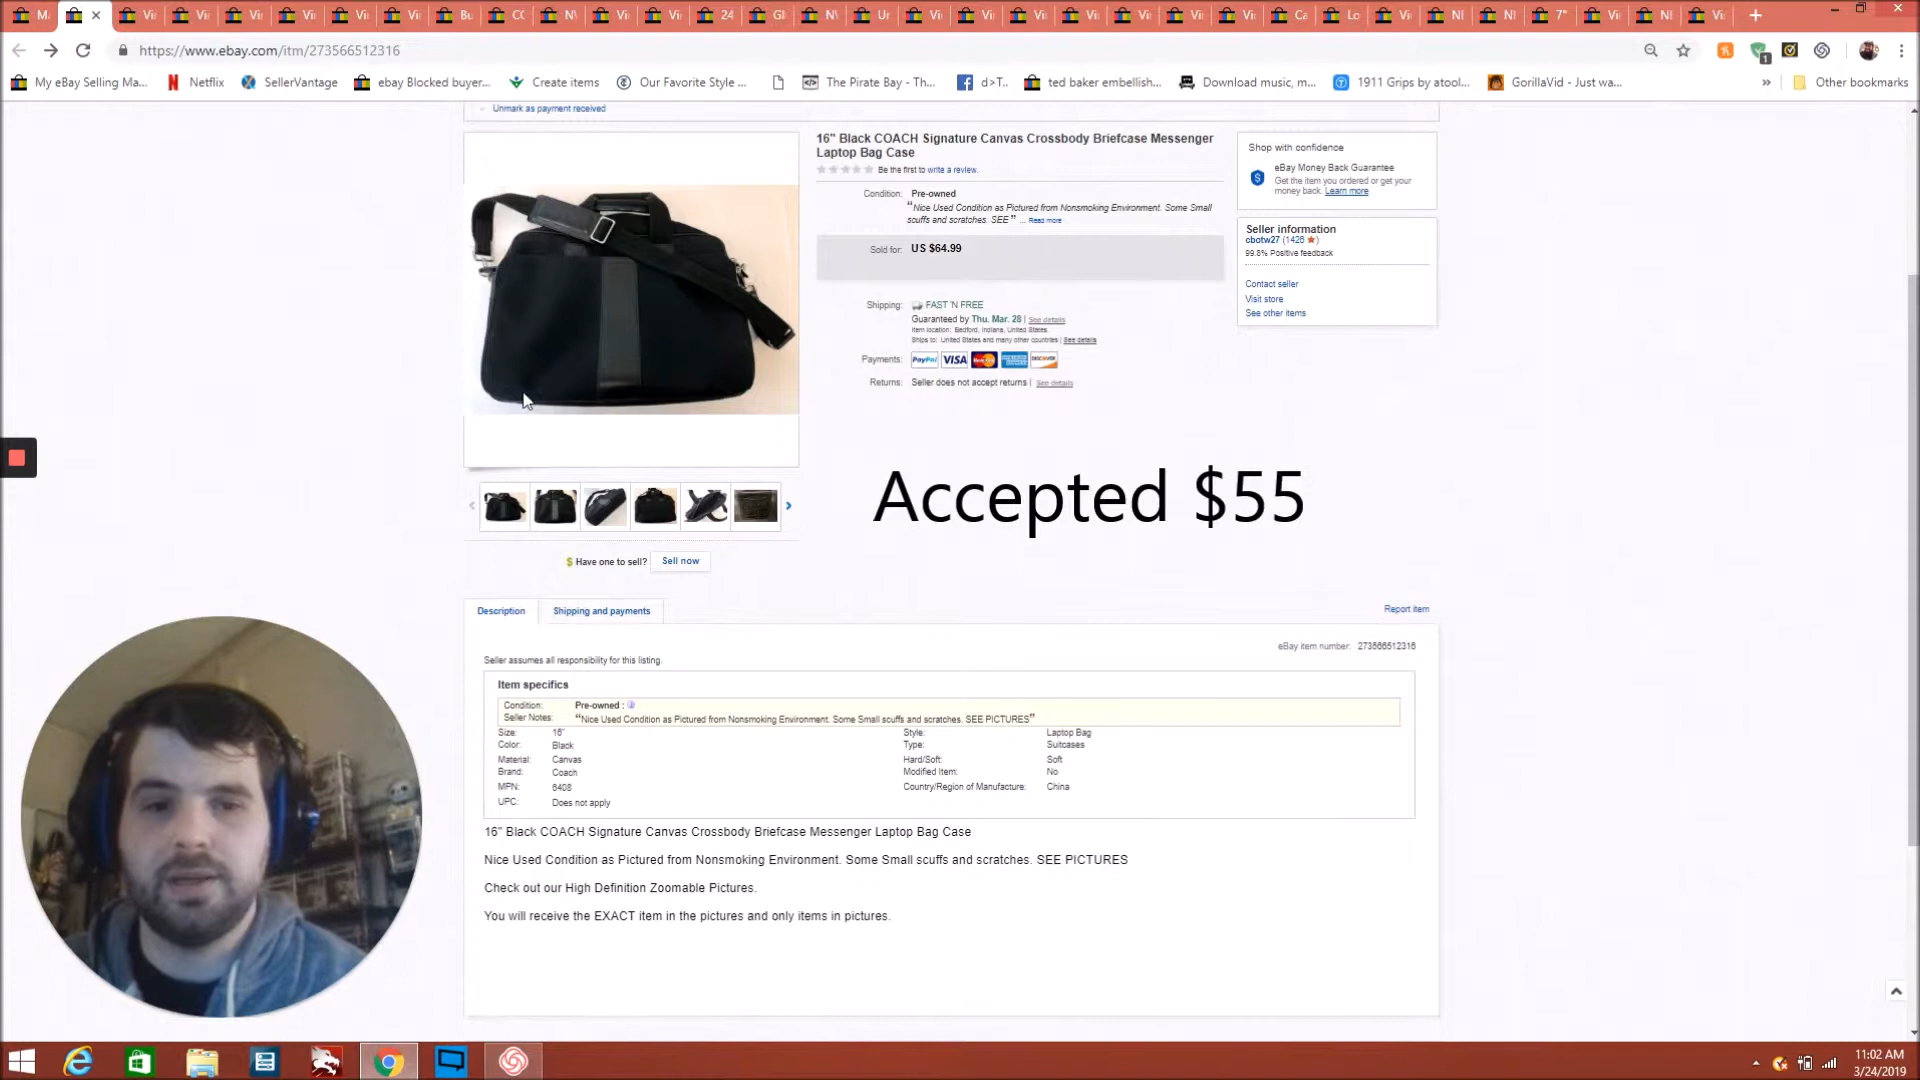 https://www.ebay.com/itm/273566512316
My eBay Selling Ma... Netflix SellerVantage ebay Blocked buyer... Create items Our Favorite Style ... The Pirate Bay - Th... d>T.. ted baker embellish... Download music, m... 1911 Grips by atool... GorillaVid - Just wa... » Other bookmarks
Unmark as payment received
16" Black COACH Signature Canvas Crossbody Briefcase Messenger
Laptop Bag Case
Be the first to write a review.
Condition: Pre-owned
"Nice Used Condition as Pictured from Nonsmoking Environment. Some Small
scuffs and scratches. SEE" ... Read more
Sold for: US $64.99
Shipping: FAST 'N FREE
Guaranteed by Thu. Mar. 28 | See details
Item location: Bedford, Indiana, United States
Ships to: United States and many other countries | See details
Payments: PayPal VISA DISCOVER
Returns: Seller does not accept returns | See details
Shop with confidence
eBay Money Back Guarantee
Get the item you ordered or get your
money back. Learn more
Seller information
cbotw27 (1426 )
99.8% Positive feedback
Contact seller
Visit store
See other items
Accepted $55
$ Have one to sell? Sell now
Description Shipping and payments Report item
eBay item number: 273566512316
Seller assumes all responsibility for this listing.
Item specifics
Condition: Pre-owned :
Seller Notes: "Nice Used Condition as Pictured from Nonsmoking Environment. Some Small scuffs and scratches. SEE PICTURES"
Size: 16" Style: Laptop Bag
Color: Black Type: Suitcases
Material: Canvas Hard/Soft: Soft
Brand: Coach Modified Item: No
MPN: 6408 Country/Region of Manufacture: China
UPC: Does not apply
16" Black COACH Signature Canvas Crossbody Briefcase Messenger Laptop Bag Case
Nice Used Condition as Pictured from Nonsmoking Environment. Some Small scuffs and scratches. SEE PICTURES
Check out our High Definition Zoomable Pictures.
You will receive the EXACT item in the pictures and only items in pictures.
11:02 AM
3/24/2019